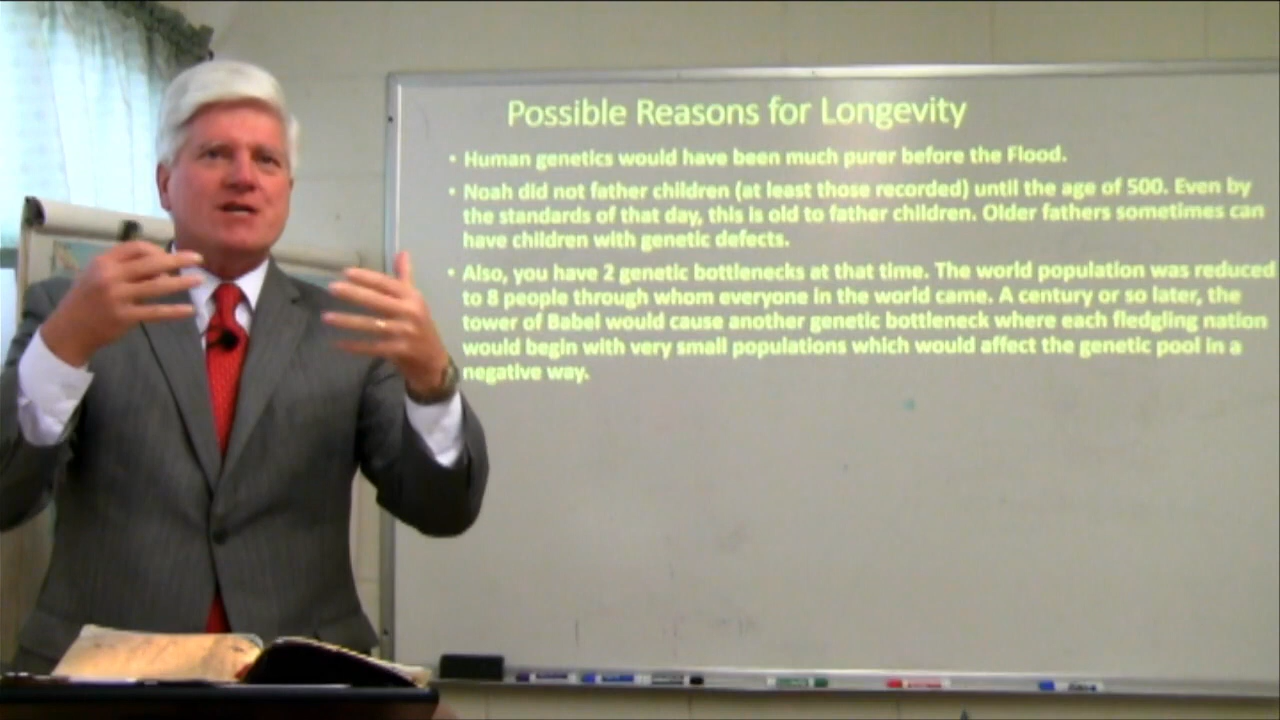 Possible Reasons for Longevity
• Human genetics would have been much purer before the Flood.
• Noah did not father children (at least those recorded) until the age of 500. Even by
the standards of that day, this is old to father children. Older fathers sometimes can
have children with genetic defects.
• Also, you have 2 genetic bottlenecks at that time. The world population was reduced
to 8 people through whom everyone in the world came. A century or so later, the
tower of Babel would cause another genetic bottleneck where each fledgling nation
would begin with very small populations which would affect the genetic pool in a
negative way.